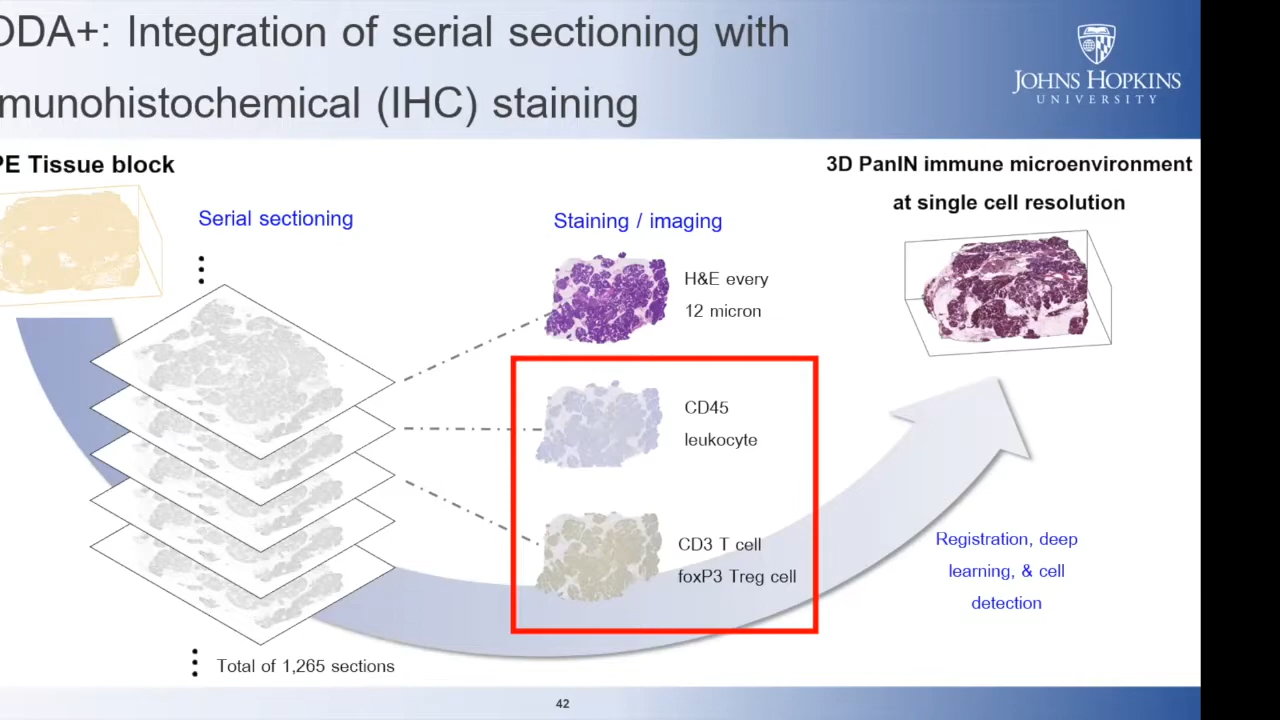 ODA+: Integration of serial sectioning with
munohistochemical (IHC) staining
JOHNS HOPKINS
UNIVERSITY
PE Tissue block
3D PanIN immune microenvironment
at single cell resolution
Serial sectioning
Staining / imaging
H&E every
12 micron
CD45
leukocyte
CD3 T cell
foxP3 Treg cell
Registration, deep
learning, & cell
detection
Total of 1,265 sections
42